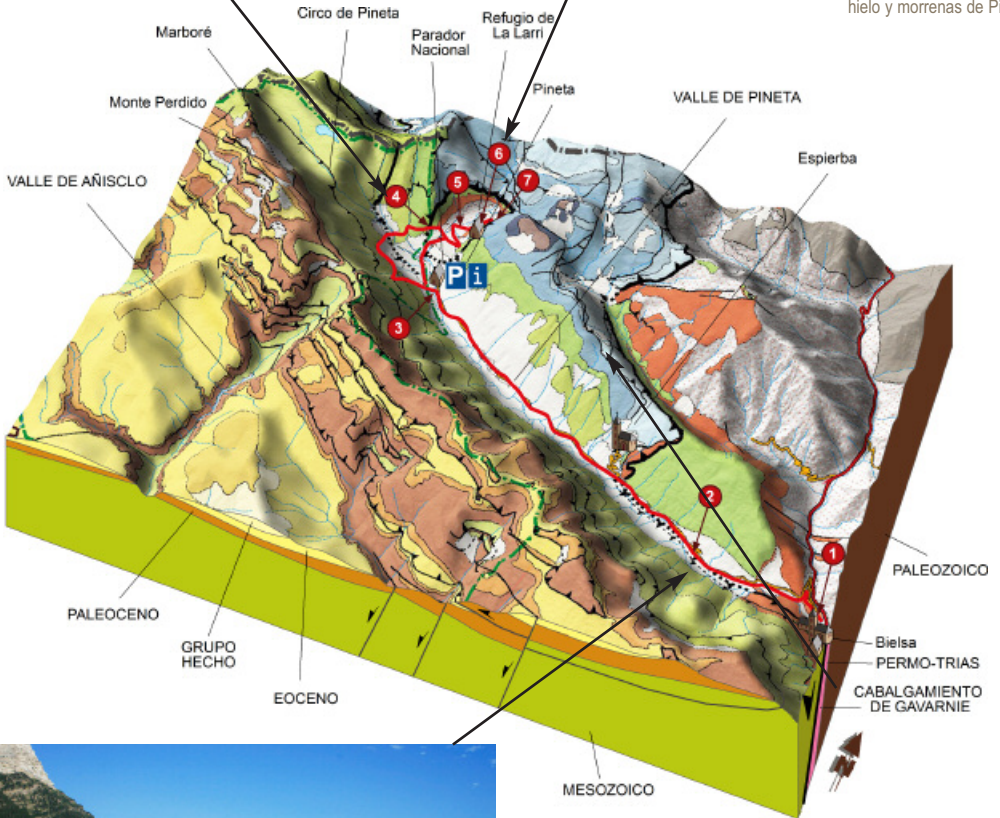 hielo y morrenas de Pi
Circo de Pineta
Refugio de
La Larri
Marboré
Parador
Nacional
Monte Perdido
Pineta
VALLE DE PINETA
Espierba
VALLE DE AÑISCLO
6
7
5
4
P i
3
2
1
PALEOZOICO
PALEOCENO
GRUPO
HECHO
EOCENO
Bielsa
PERMO-TRIAS
CABALGAMIENTO
DE GAVARNIE
N
MESOZOICO